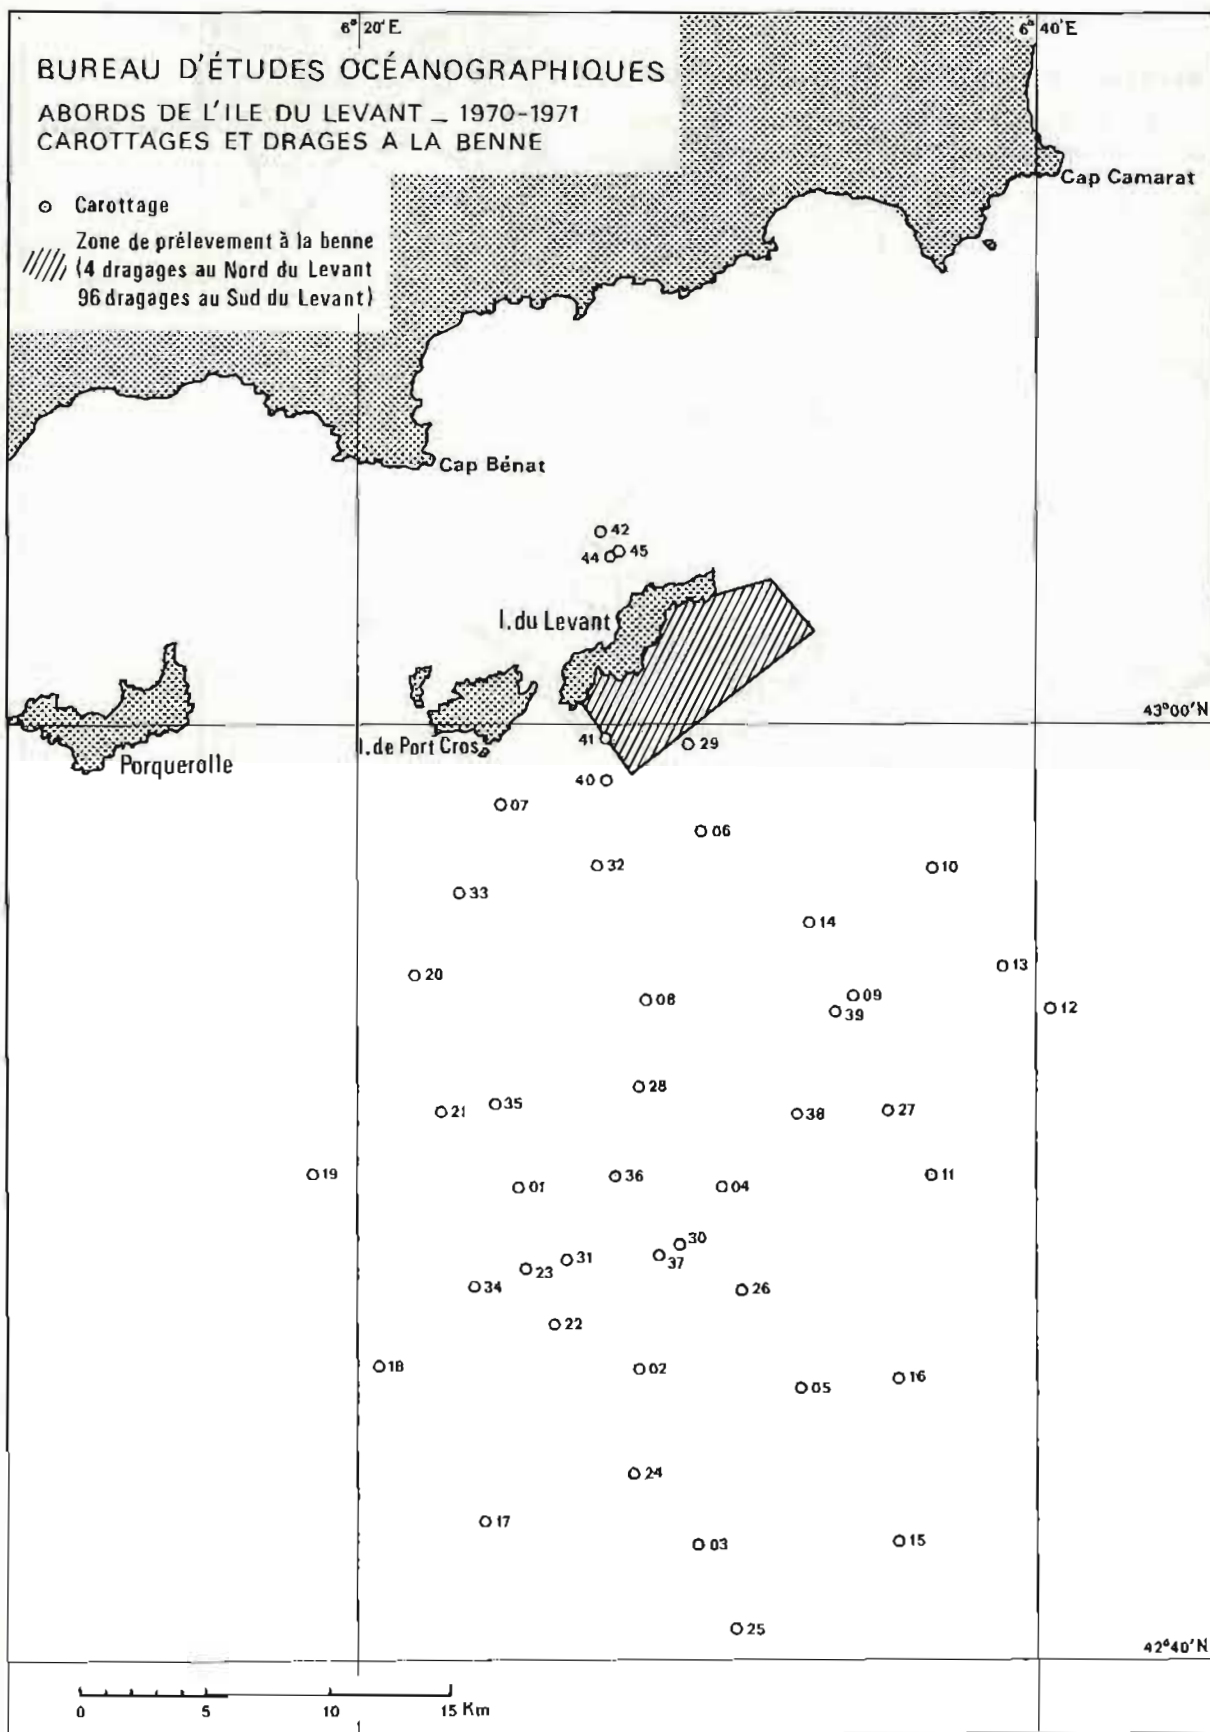 6° 20' E
6° 40' E
BUREAU D'ÉTUDES OCÉANOGRAPHIQUES
ABORDS DE L'ILE DU LEVANT _ 1970-1971
CAROTTAGES ET DRAGES A LA BENNE
Carottage
Zone de prélevement à la benne
(4 dragages au Nord du Levant
96 dragages au Sud du Levant)
Cap Camarat
Cap Bénat
42
45
44
I. du Levant
43° 00' N
41
29
I. de Port Cros
Porquerolle
40
07
06
32
10
33
14
13
20
09
08
39
12
28
35
21
38
27
19
36
01
04
11
30
31
37
23
34
26
22
18
02
16
05
24
17
03
15
25
42° 40' N
0 5 10 15 Km